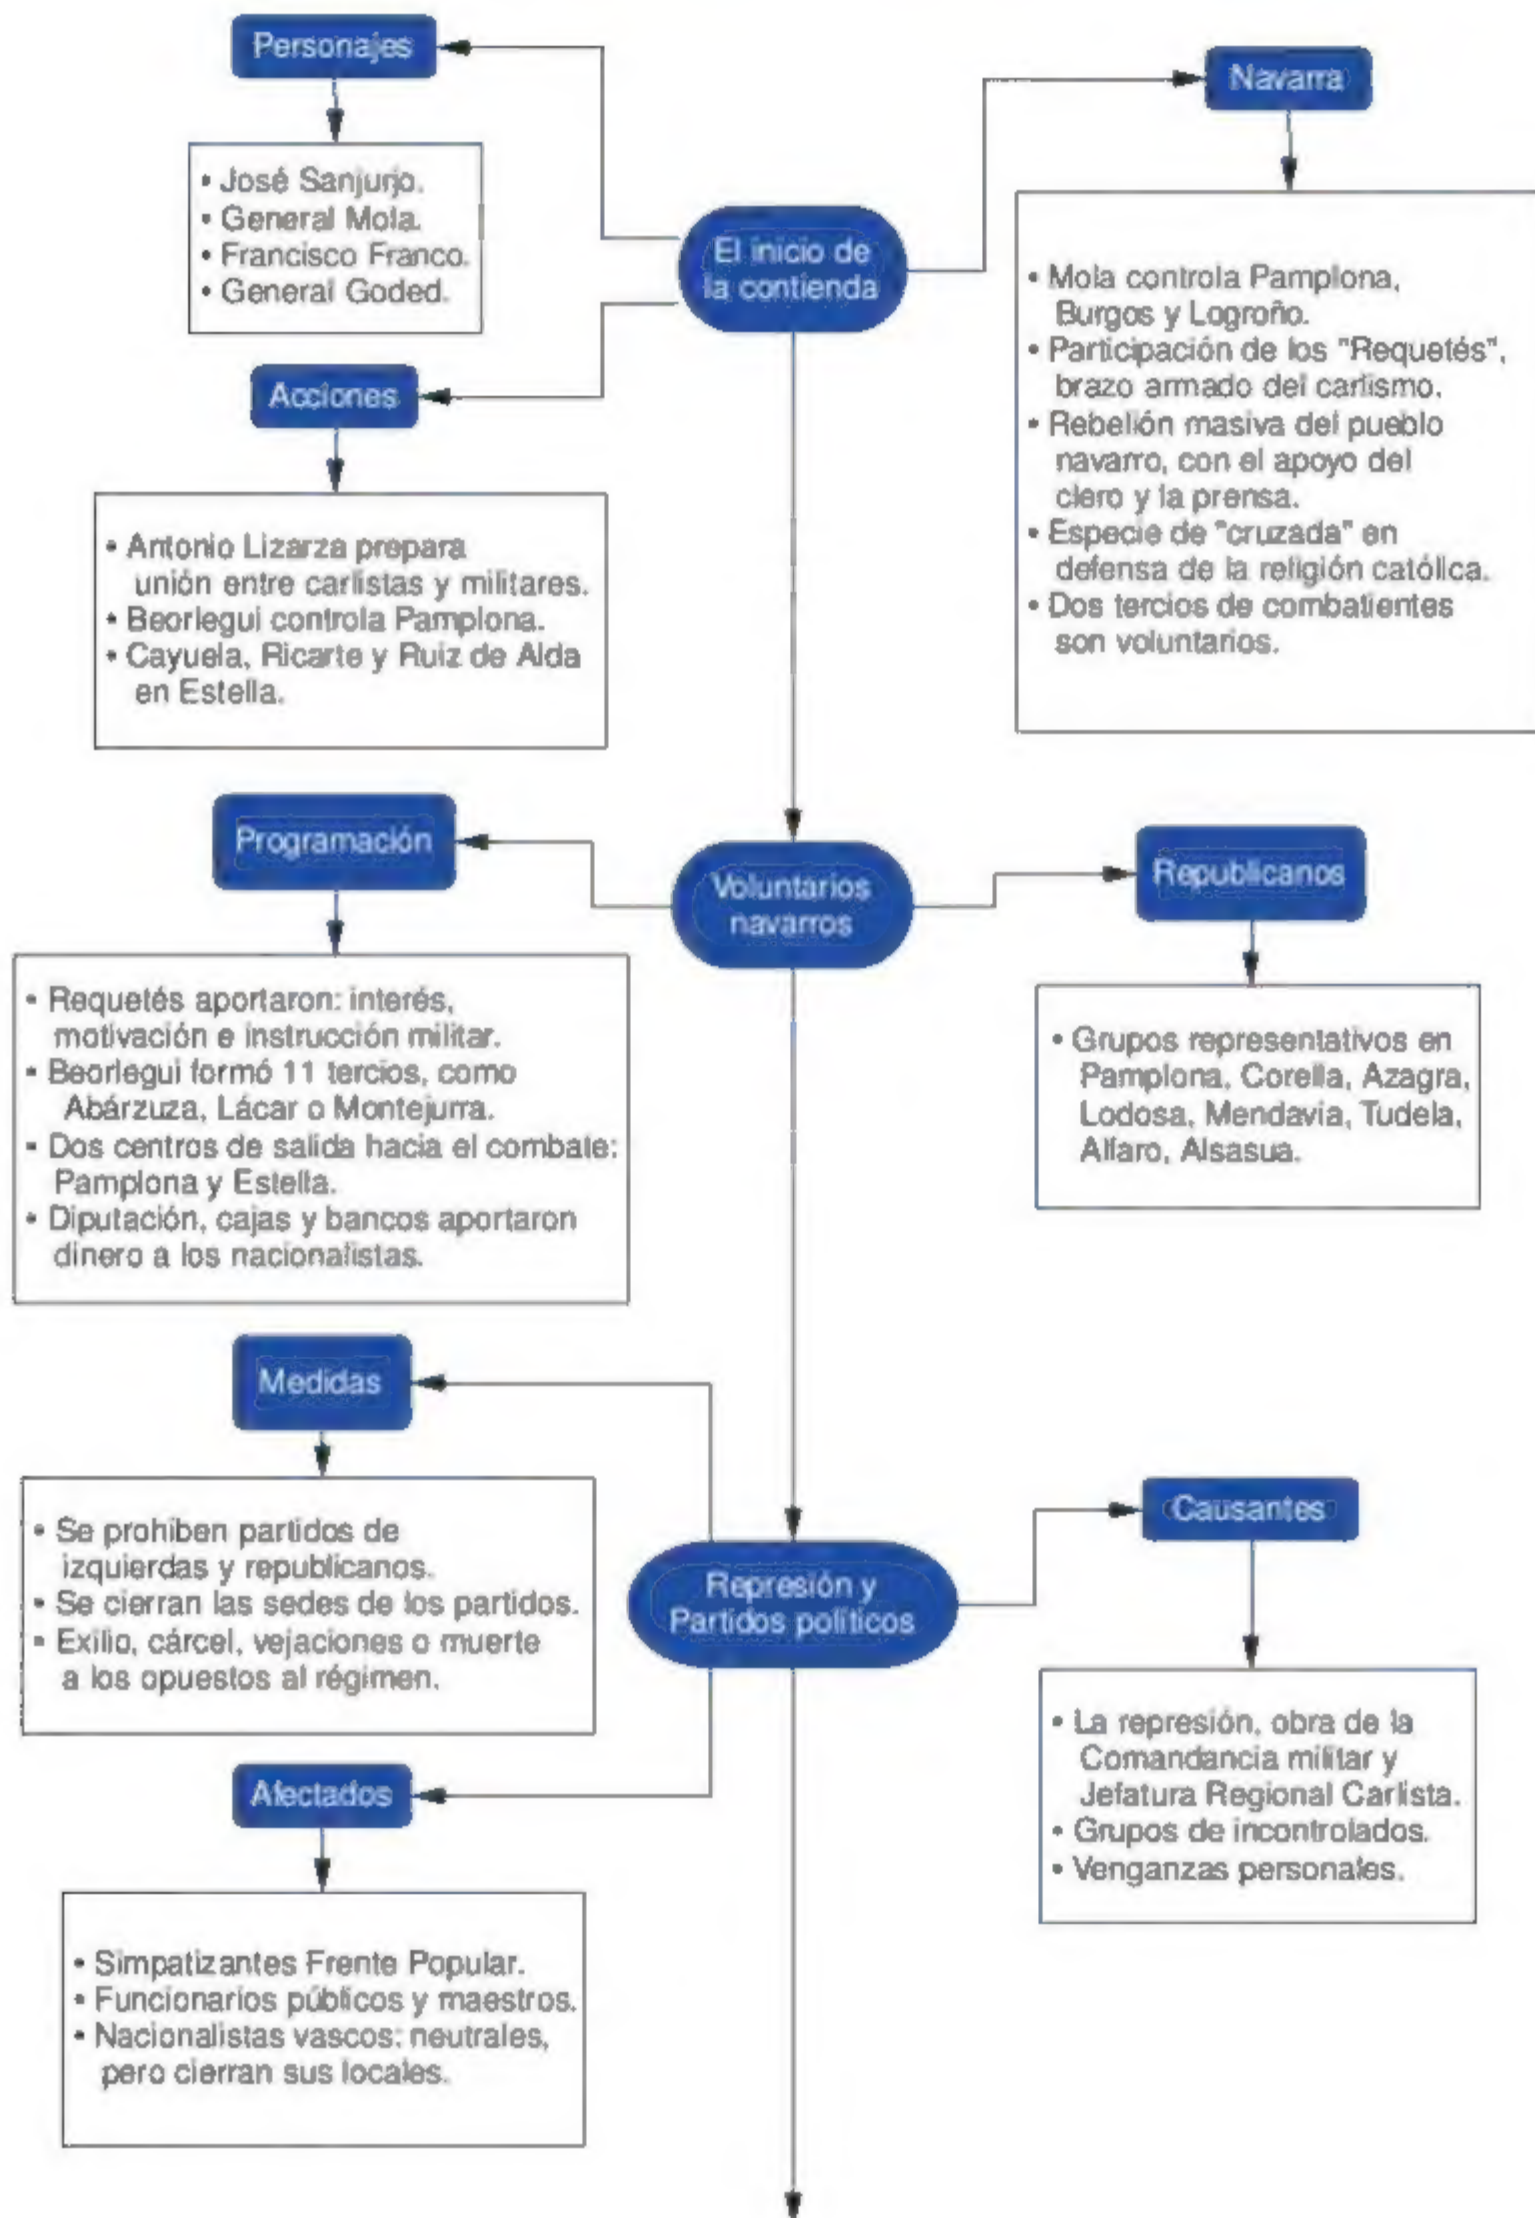 Personajes
• José Sanjurjo.
• General Mola.
• Francisco Franco.
• General Goded.
El inicio de
la contienda
Navarra
• Mola controla Pamplona,
Burgos y Logroño.
• Participación de los "Requetés",
brazo armado del carlismo.
• Rebelión masiva del pueblo
navarro, con el apoyo del
clero y la prensa.
• Especie de "cruzada" en
defensa de la religión católica.
• Dos tercios de combatientes
son voluntarios.
Acciones
• Antonio Lizarza prepara
unión entre carlistas y militares.
• Beorlegui controla Pamplona.
• Cayuela, Ricarte y Ruiz de Alda
en Estella.
Programación
• Requetés aportaron: interés,
motivación e instrucción militar.
• Beorlegui formó 11 tercios, como
Abárzuza, Lácar o Montejurra.
• Dos centros de salida hacia el combate:
Pamplona y Estella.
• Diputación, cajas y bancos aportaron
dinero a los nacionalistas.
Voluntarios
navarros
Republicanos
• Grupos representativos en
Pamplona, Corella, Azagra,
Lodosa, Mendavia, Tudela,
Alfaro, Alsasua.
Medidas
• Se prohiben partidos de
izquierdas y republicanos.
• Se cierran las sedes de los partidos.
• Exilio, cárcel, vejaciones o muerte
a los opuestos al régimen.
Represión y
Partidos políticos
Causantes
• La represión, obra de la
Comandancia militar y
Jefatura Regional Carlista.
• Grupos de incontrolados.
• Venganzas personales.
Afectados
• Simpatizantes Frente Popular.
• Funcionarios públicos y maestros.
• Nacionalistas vascos: neutrales,
pero cierran sus locales.